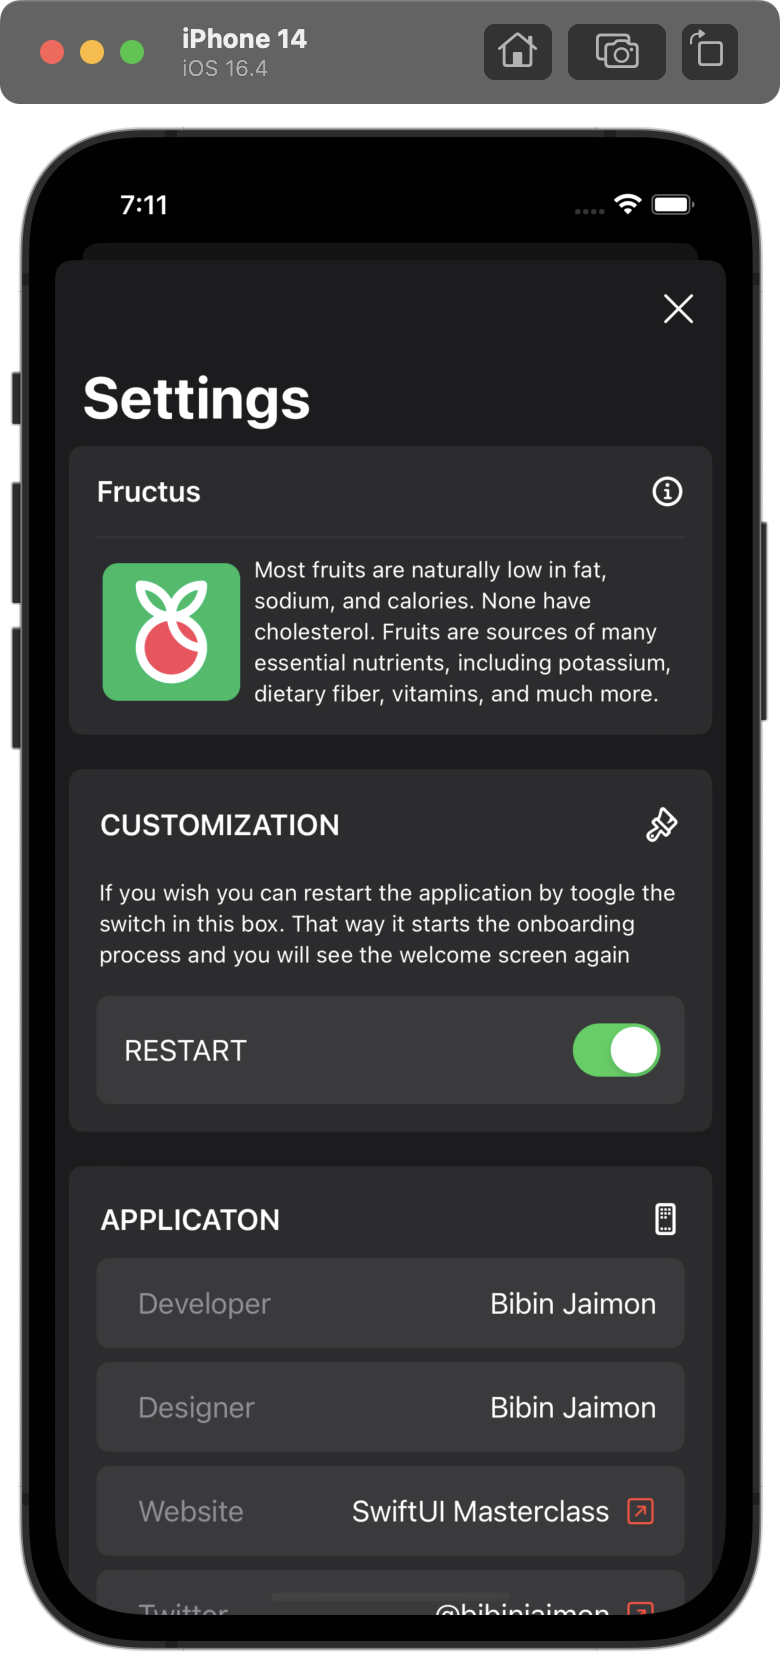 iPhone 14
iOS 16.4
7:11
Settings
Fructus
Most fruits are naturally low in fat,
sodium, and calories. None have
cholesterol. Fruits are sources of many
essential nutrients, including potassium,
dietary fiber, vitamins, and much more.
CUSTOMIZATION
If you wish you can restart the application by toogle the
switch in this box. That way it starts the onboarding
process and you will see the welcome screen again
RESTART
APPLICATON
Developer Bibin Jaimon
Designer Bibin Jaimon
Website SwiftUI Masterclass
Twitter @bibinjaimon